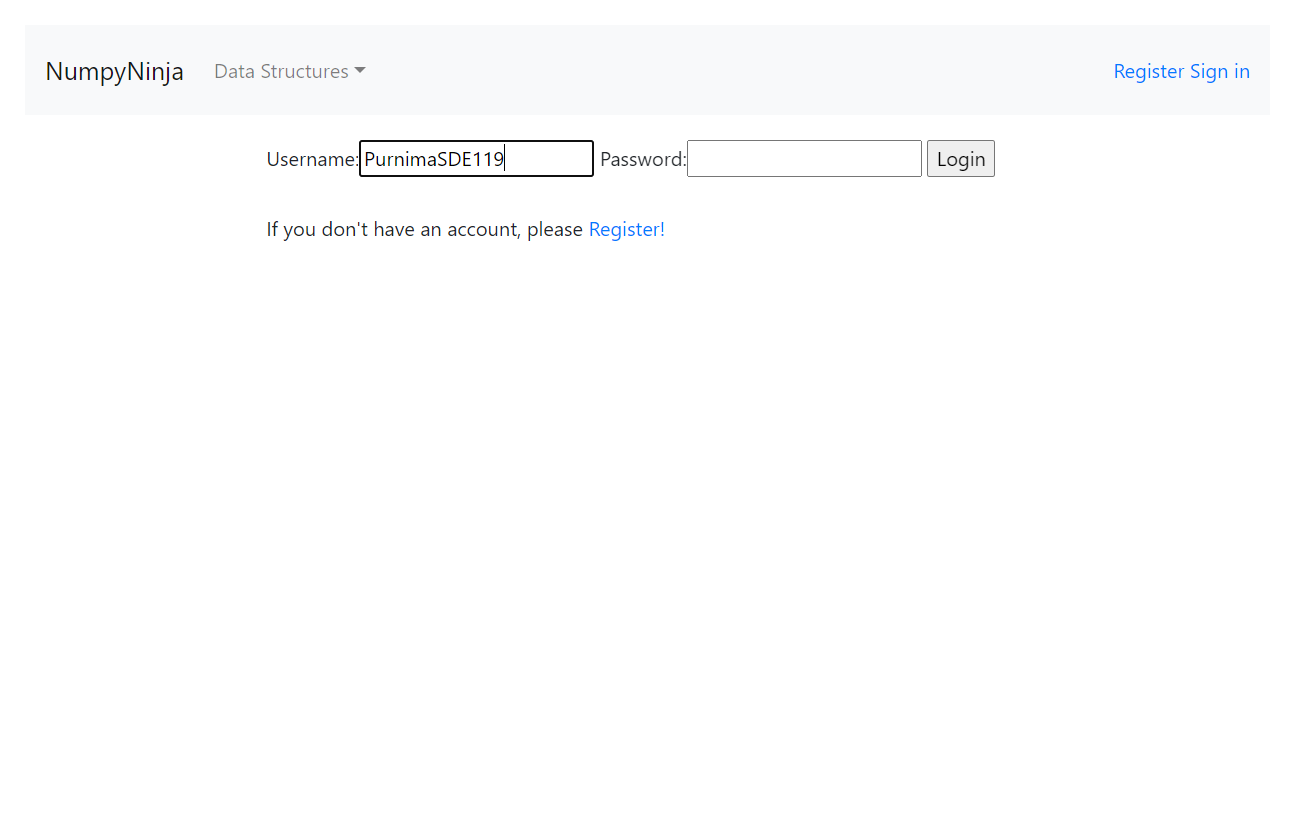 NumpyNinja Data Structures Register Sign in
Username: PurnimaSDE119 Password: Login
If you don't have an account, please Register!